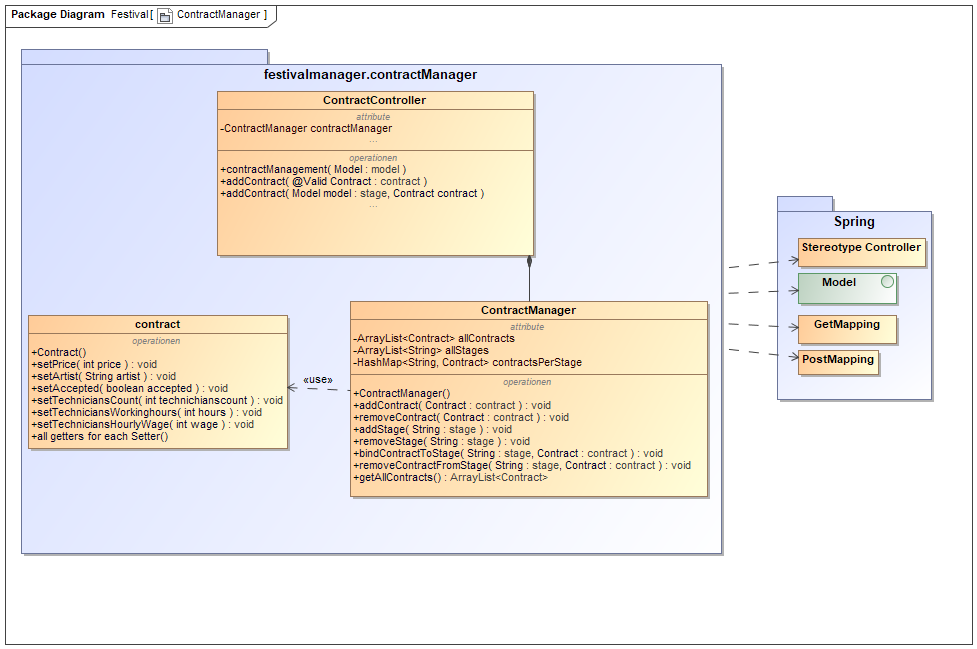 Package Diagram Festival[ ContractManager ]
festivalmanager.contractManager
ContractController
attribute
-ContractManager contractManager
...
operationen
+contractManagement( Model : model )
+addContract( @Valid Contract : contract )
+addContract( Model model : stage, Contract contract )
...
contract
operationen
+Contract()
+setPrice( int price ) : void
+setArtist( String artist ) : void
+setAccepted( boolean accepted ) : void
+setTechniciansCount( int technichianscount ) : void
+setTechniciansWorkinghours( int hours ) : void
+setTechniciansHourlyWage( int wage ) : void
+all getters for each Setter()
«use»
ContractManager
attribute
-ArrayList<Contract> allContracts
-ArrayList<String> allStages
-HashMap<String, Contract> contractsPerStage
operationen
+ContractManager()
+addContract( Contract : contract ) : void
+removeContract( Contract : contract ) : void
+addStage( String : stage ) : void
+removeStage( String : stage ) : void
+bindContractToStage( String : stage, Contract : contract ) : void
+removeContractFromStage( String : stage, Contract : contract ) : void
+getAllContracts() : ArrayList<Contract>
Spring
Stereotype Controller
Model
GetMapping
PostMapping